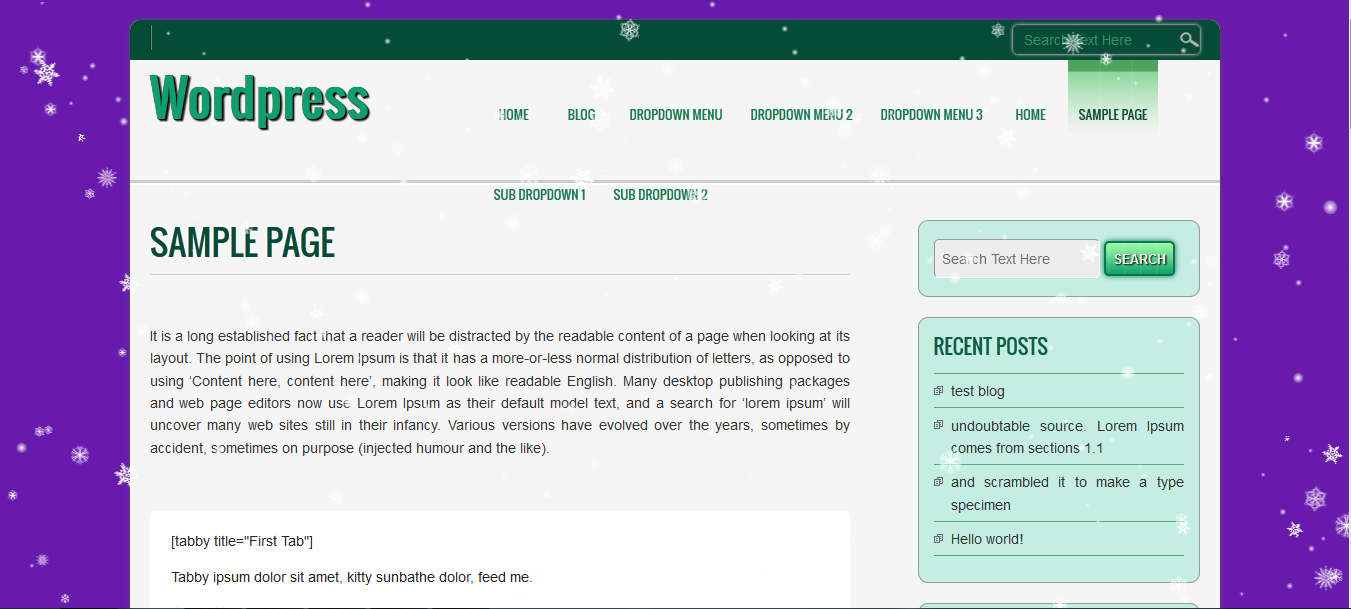 Search Text Here
Wordpress
HOME BLOG DROPDOWN MENU DROPDOWN MENU 2 DROPDOWN MENU 3 HOME SAMPLE PAGE
SUB DROPDOWN 1 SUB DROPDOWN 2
SAMPLE PAGE
It is a long established fact that a reader will be distracted by the readable content of a page when looking at its
layout. The point of using Lorem Ipsum is that it has a more-or-less normal distribution of letters, as opposed to
using ‘Content here, content here’, making it look like readable English. Many desktop publishing packages
and web page editors now use Lorem Ipsum as their default model text, and a search for ‘lorem ipsum’ will
uncover many web sites still in their infancy. Various versions have evolved over the years, sometimes by
accident, sometimes on purpose (injected humour and the like).
[tabby title="First Tab"]
Tabby ipsum dolor sit amet, kitty sunbathe dolor, feed me.
Search Text Here SEARCH
RECENT POSTS
test blog
undoubtable source. Lorem Ipsum
comes from sections 1.1
and scrambled it to make a type
specimen
Hello world!